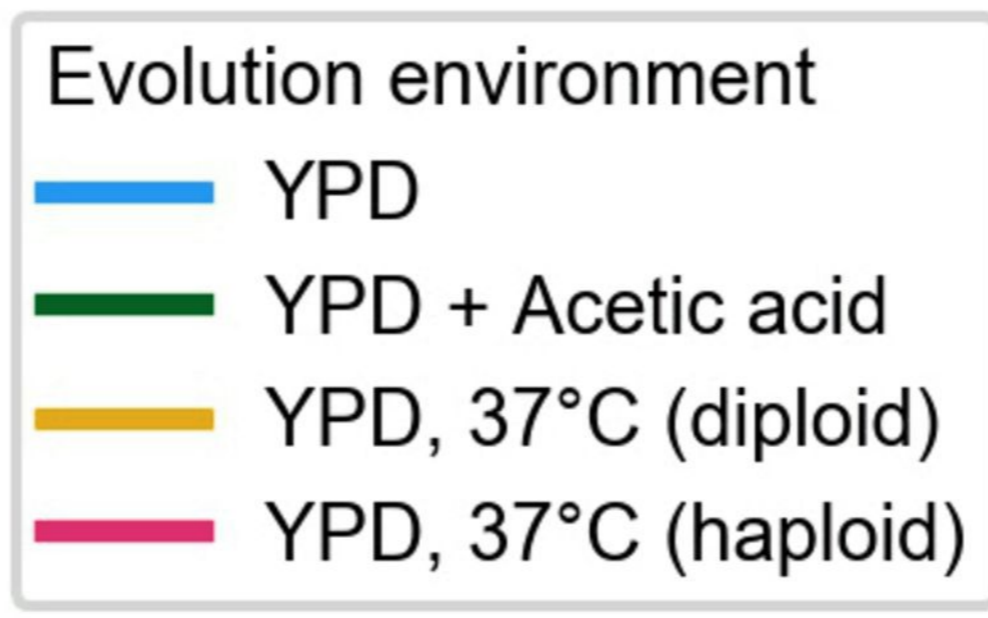 Evolution environment
YPD
YPD + Acetic acid
YPD, 37°C (diploid)
YPD, 37°C (haploid)